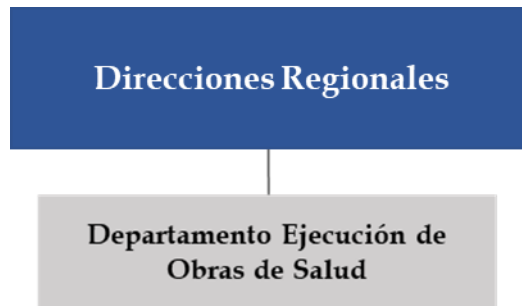 Direcciones Regionales
Departamento Ejecución de
Obras de Salud